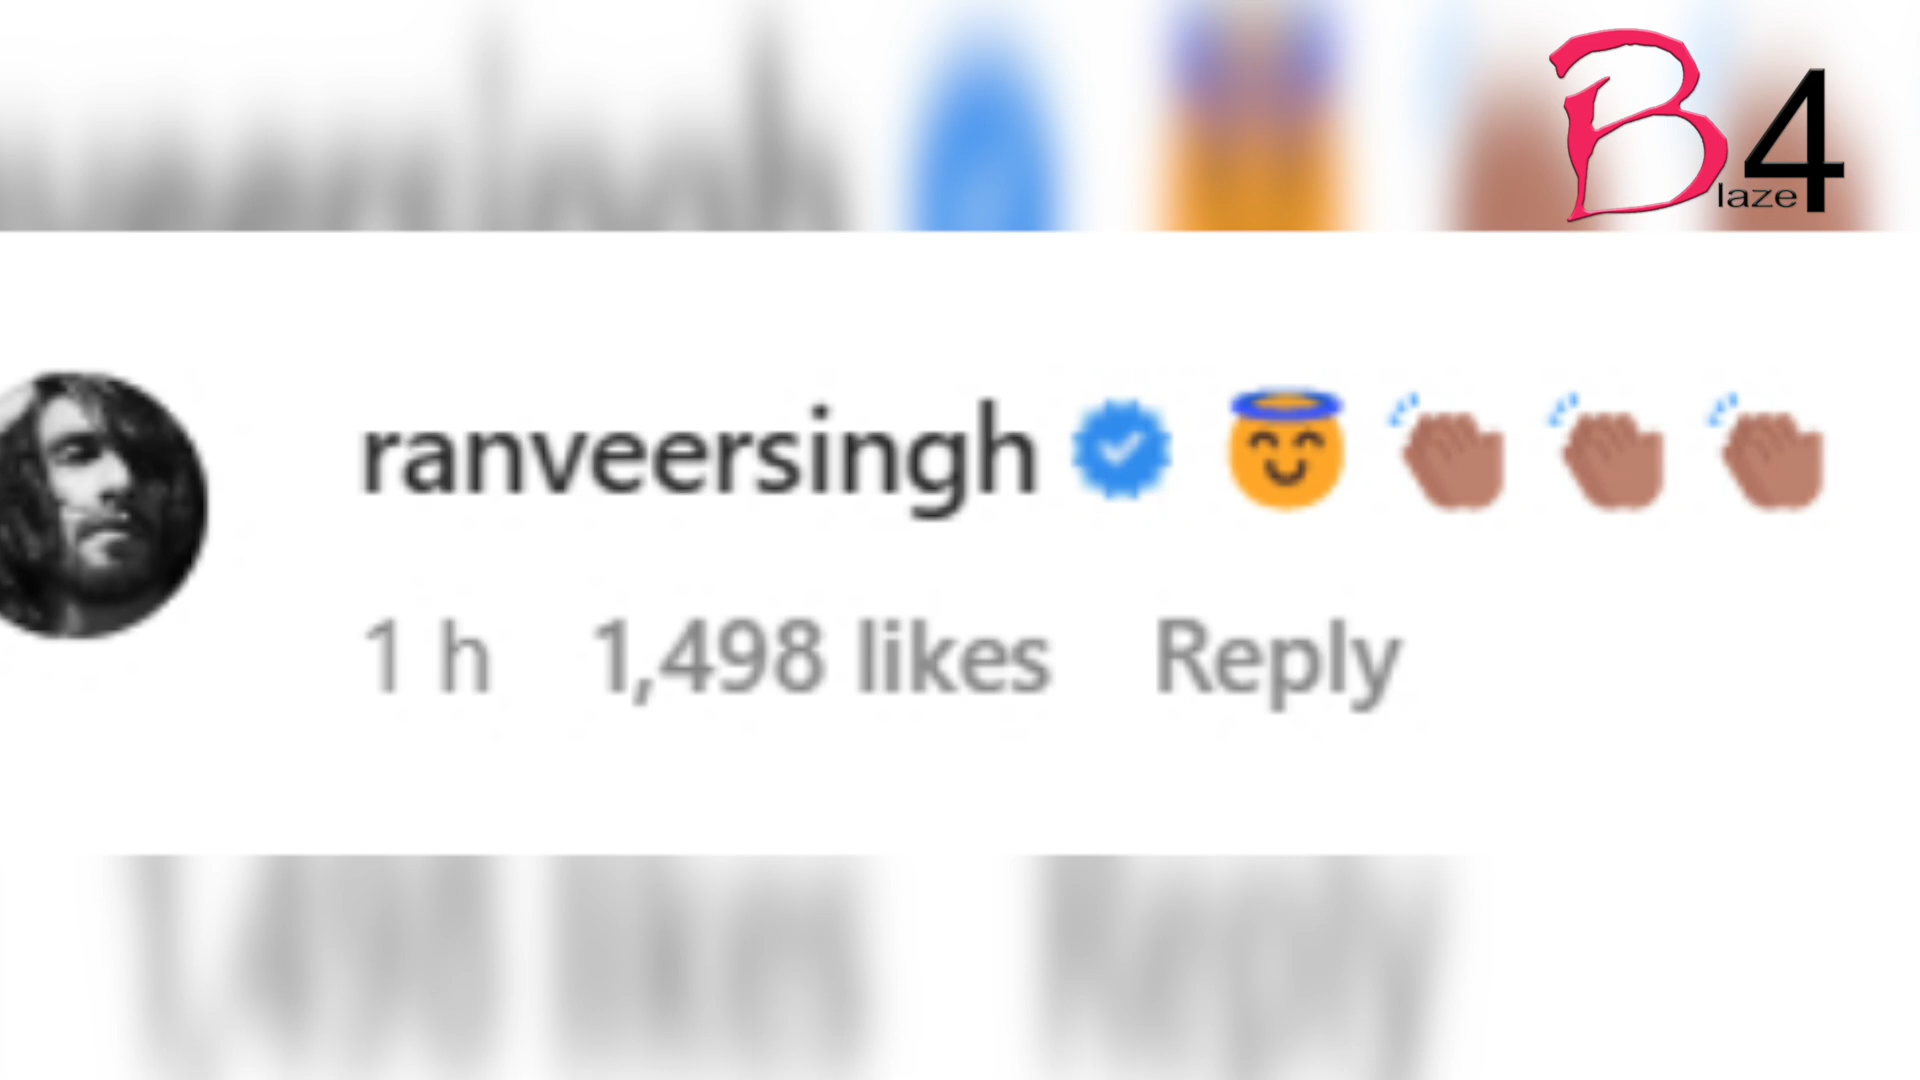 Blaze4
ranveersingh 😇 👏🏽👏🏽👏🏽
1 h 1,498 likes Reply